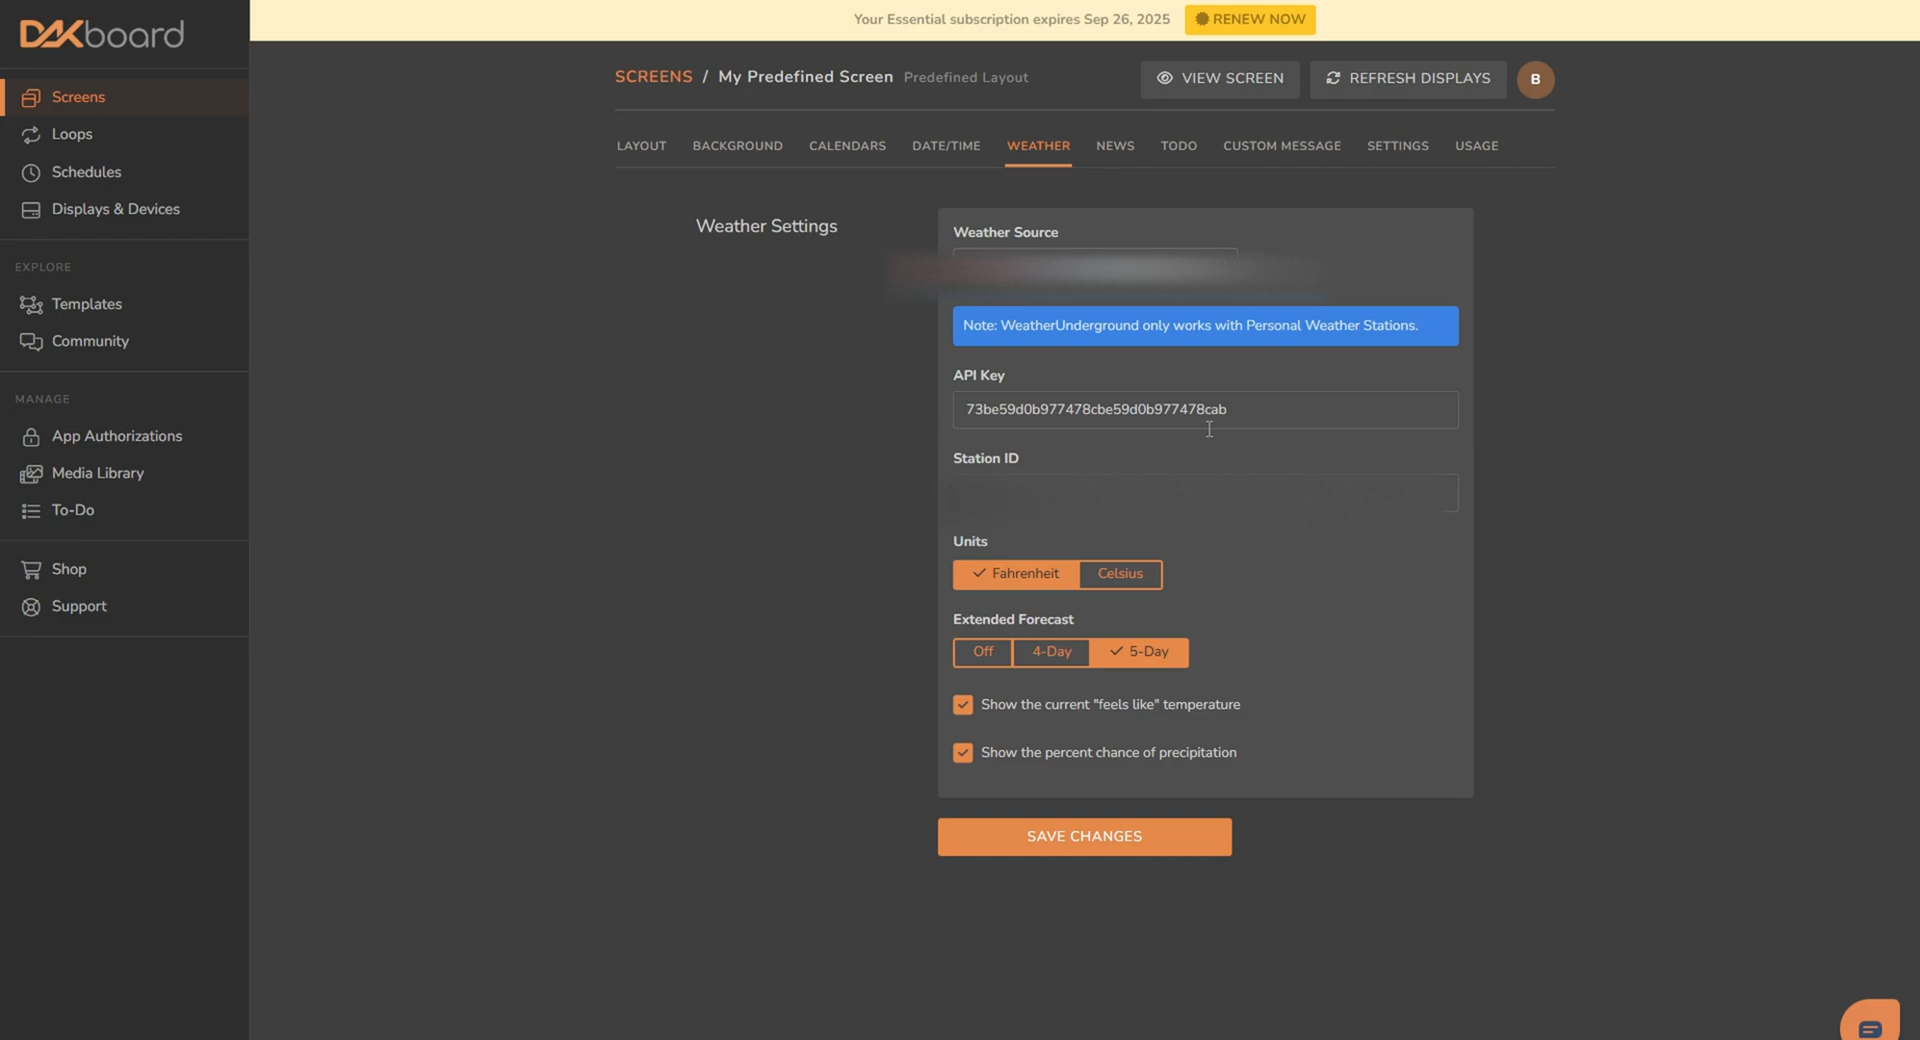 Your Essential subscription expires Sep 26, 2025 RENEW NOW
DAKboard
SCREENS / My Predefined Screen Predefined Layout VIEW SCREEN REFRESH DISPLAYS B
Screens
Loops
Schedules
Displays & Devices
EXPLORE
Templates
Community
MANAGE
App Authorizations
Media Library
To-Do
Shop
Support
LAYOUT BACKGROUND CALENDARS DATE/TIME WEATHER NEWS TODO CUSTOM MESSAGE SETTINGS USAGE
Weather Settings
Weather Source
Note: WeatherUnderground only works with Personal Weather Stations.
API Key
73be59d0b977478cbe59d0b977478cab
Station ID
Units
Fahrenheit Celsius
Extended Forecast
Off 4-Day 5-Day
Show the current "feels like" temperature
Show the percent chance of precipitation
SAVE CHANGES